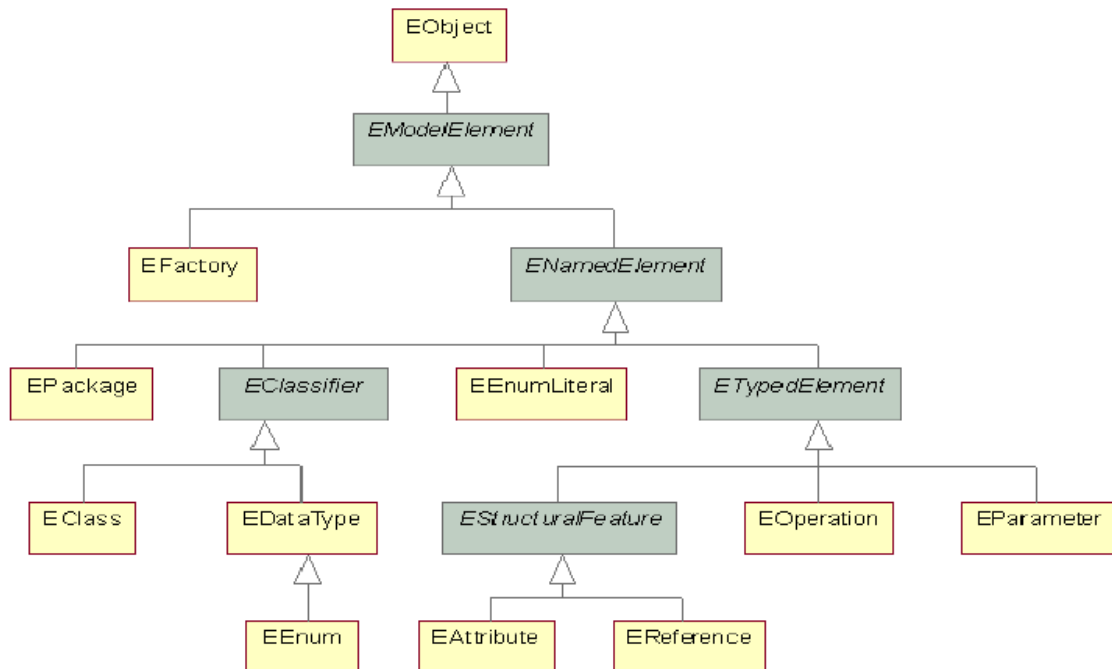 EObject
EModelElement
EFactory
ENamedElement
EPackage
EClassifier
EEnumLiteral
ETypedElement
EClass
EDataType
EStructuralFeature
EOperation
EParameter
EEnum
EAttribute
EReference